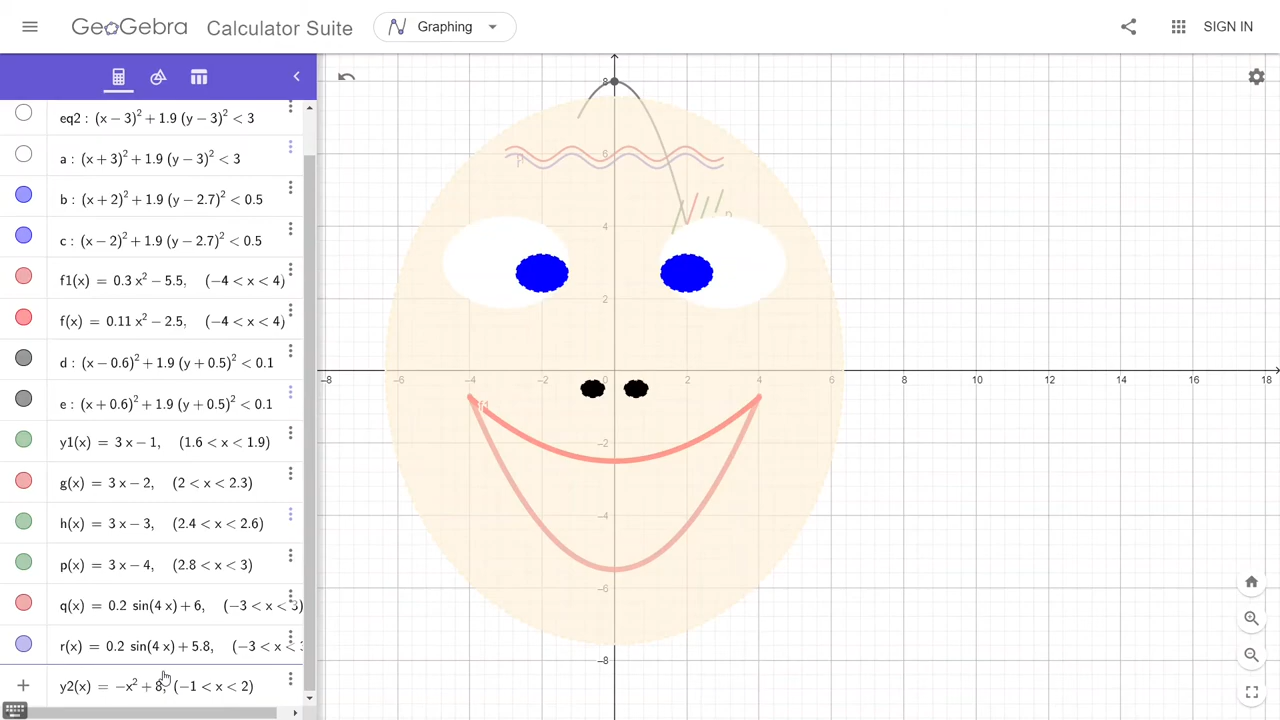 GeoGebra Calculator Suite Graphing SIGN IN
eq2 : (x − 3)² + 1.9 (y − 3)² < 3
a : (x + 3)² + 1.9 (y − 3)² < 3
b : (x + 2)² + 1.9 (y − 2.7)² < 0.5
c : (x − 2)² + 1.9 (y − 2.7)² < 0.5
f1(x) = 0.3 x² − 5.5, (−4 < x < 4)
f(x) = 0.11 x² − 2.5, (−4 < x < 4)
d : (x − 0.6)² + 1.9 (y + 0.5)² < 0.1
e : (x + 0.6)² + 1.9 (y + 0.5)² < 0.1
y1(x) = 3 x − 1, (1.6 < x < 1.9)
g(x) = 3 x − 2, (2 < x < 2.3)
h(x) = 3 x − 3, (2.4 < x < 2.6)
p(x) = 3 x − 4, (2.8 < x < 3)
q(x) = 0.2 sin(4 x) + 6, (−3 < x < 3)
r(x) = 0.2 sin(4 x) + 5.8, (−3 < x < 3
y2(x) = −x² + 8, (−1 < x < 2)
8
6
p
4
2
−8 −6 −4 −2 0 2 4 6 8 10 12 14 16 18
f1
−2
−4
−6
−8